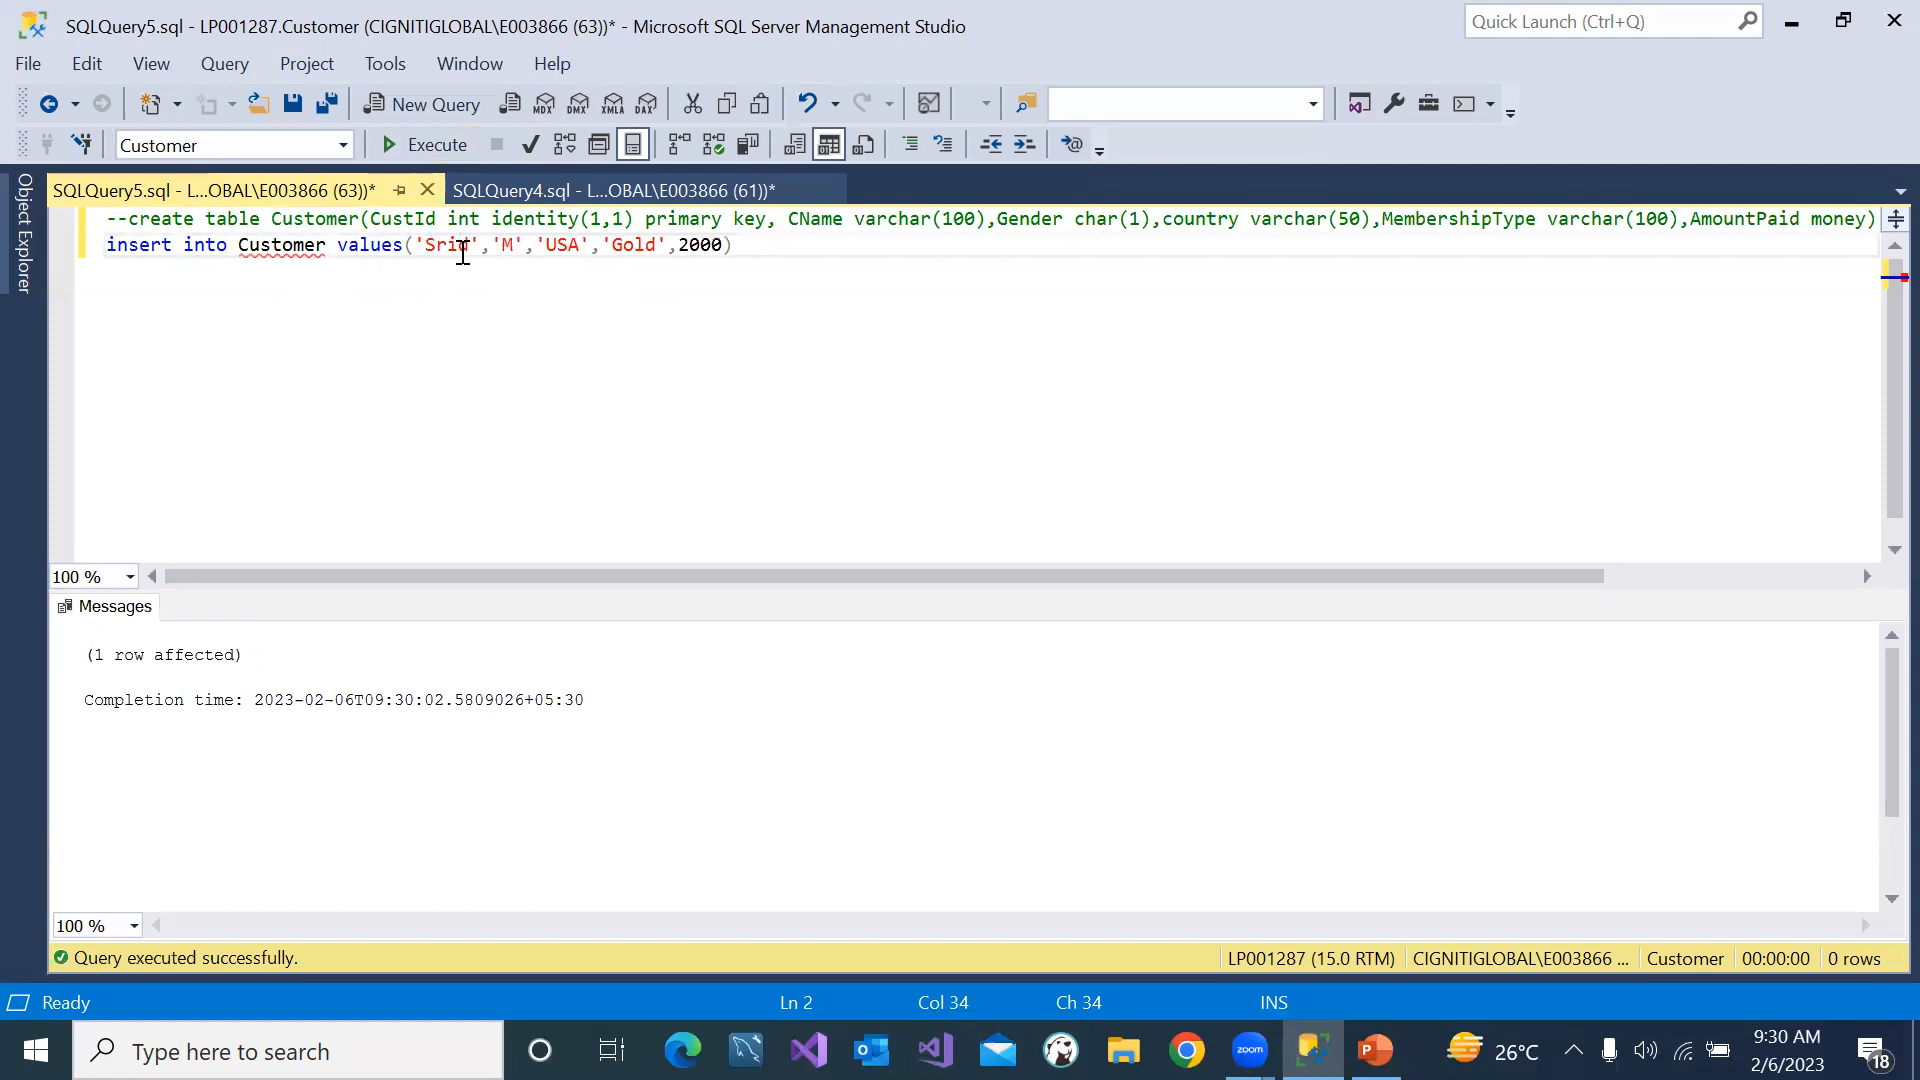 SQLQuery5.sql - LP001287.Customer (CIGNITIGLOBAL\E003866 (63))* - Microsoft SQL Server Management Studio
Quick Launch (Ctrl+Q)
File Edit View Query Project Tools Window Help
New Query
MDX DMX XMLA DAX
Customer
Execute
Object Explorer
SQLQuery5.sql - L...OBAL\E003866 (63))*
SQLQuery4.sql - L...OBAL\E003866 (61))*
--create table Customer(CustId int identity(1,1) primary key, CName varchar(100),Gender char(1),country varchar(50),MembershipType varchar(100),AmountPaid money)
insert into Customer values('Srid','M','USA','Gold',2000)
100 %
Messages
(1 row affected)
Completion time: 2023-02-06T09:30:02.5809026+05:30
100 %
Query executed successfully.
LP001287 (15.0 RTM)
CIGNITIGLOBAL\E003866 ...
Customer
00:00:00
0 rows
Ready
Ln 2
Col 34
Ch 34
INS
Type here to search
zoom
26°C
9:30 AM
2/6/2023
18